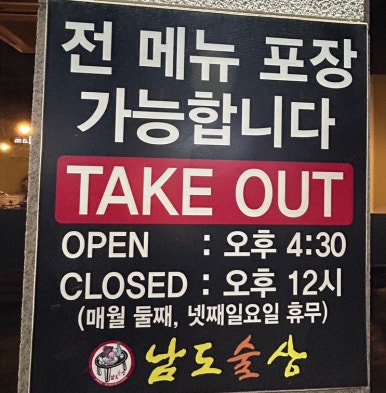 전 메뉴 포장
가능합니다
TAKE OUT
OPEN : 오후 4:30
CLOSED : 오후 12시
(매월 둘째, 넷째일요일 휴무)
남도술상